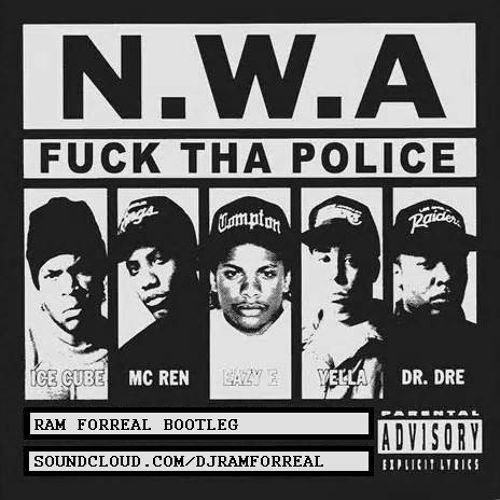 N.W.A
FUCK THA POLICE
Kings
Compton
Raiders
ICE CUBE
MC REN
EAZY E
YELLA
DR. DRE
RAM FORREAL BOOTLEG
SOUNDCLOUD.COM/DJRAMFORREAL
PARENTAL
ADVISORY
EXPLICIT LYRICS